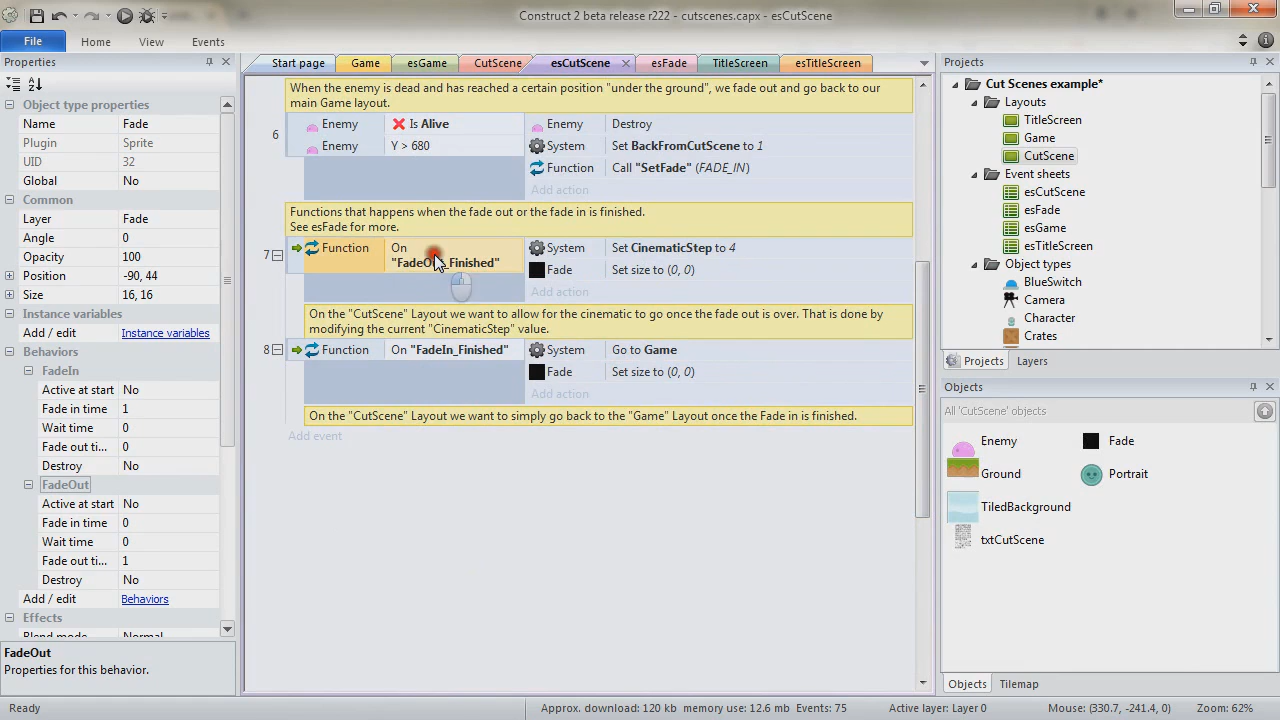 Construct 2 beta release r222 - cutscenes.capx - esCutScene
File
Home
View
Events
Properties
Object type properties
Name Fade
Plugin Sprite
UID 32
Global No
Common
Layer Fade
Angle 0
Opacity 100
Position -90, 44
Size 16, 16
Instance variables
Add / edit Instance variables
Behaviors
FadeIn
Active at start No
Fade in time 1
Wait time 0
Fade out ti... 0
Destroy No
FadeOut
Active at start No
Fade in time 0
Wait time 0
Fade out ti... 1
Destroy No
Add / edit Behaviors
Effects
Blend mode Normal
FadeOut
Properties for this behavior.
Start page
Game
esGame
CutScene
esCutScene
esFade
TitleScreen
esTitleScreen
When the enemy is dead and has reached a certain position "under the ground", we fade out and go back to our
main Game layout.
6
Enemy Is Alive
Enemy Y > 680
Enemy Destroy
System Set BackFromCutScene to 1
Function Call "SetFade" (FADE_IN)
Add action
Functions that happens when the fade out or the fade in is finished.
See esFade for more.
7
Function On
"FadeOut_Finished"
System Set CinematicStep to 4
Fade Set size to (0, 0)
Add action
On the "CutScene" Layout we want to allow for the cinematic to go once the fade out is over. That is done by
modifying the current "CinematicStep" value.
8
Function On "FadeIn_Finished"
System Go to Game
Fade Set size to (0, 0)
Add action
On the "CutScene" Layout we want to simply go back to the "Game" Layout once the Fade in is finished.
Add event
Projects
Cut Scenes example*
Layouts
TitleScreen
Game
CutScene
Event sheets
esCutScene
esFade
esGame
esTitleScreen
Object types
BlueSwitch
Camera
Character
Crates
Projects
Layers
Objects
All 'CutScene' objects
Enemy
Fade
Ground
Portrait
TiledBackground
txtCutScene
Objects
Tilemap
Ready
Approx. download: 120 kb memory use: 12.6 mb Events: 75
Active layer: Layer 0
Mouse: (330.7, -241.4, 0)
Zoom: 62%